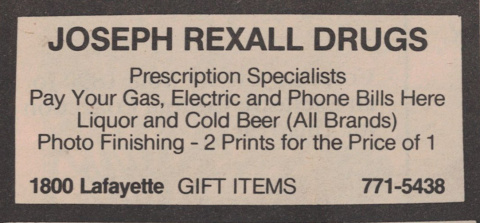 JOSEPH REXALL DRUGS
Prescription Specialists
Pay Your Gas, Electric and Phone Bills Here
Liquor and Cold Beer (All Brands)
Photo Finishing - 2 Prints for the Price of 1
1800 Lafayette GIFT ITEMS 771-5438